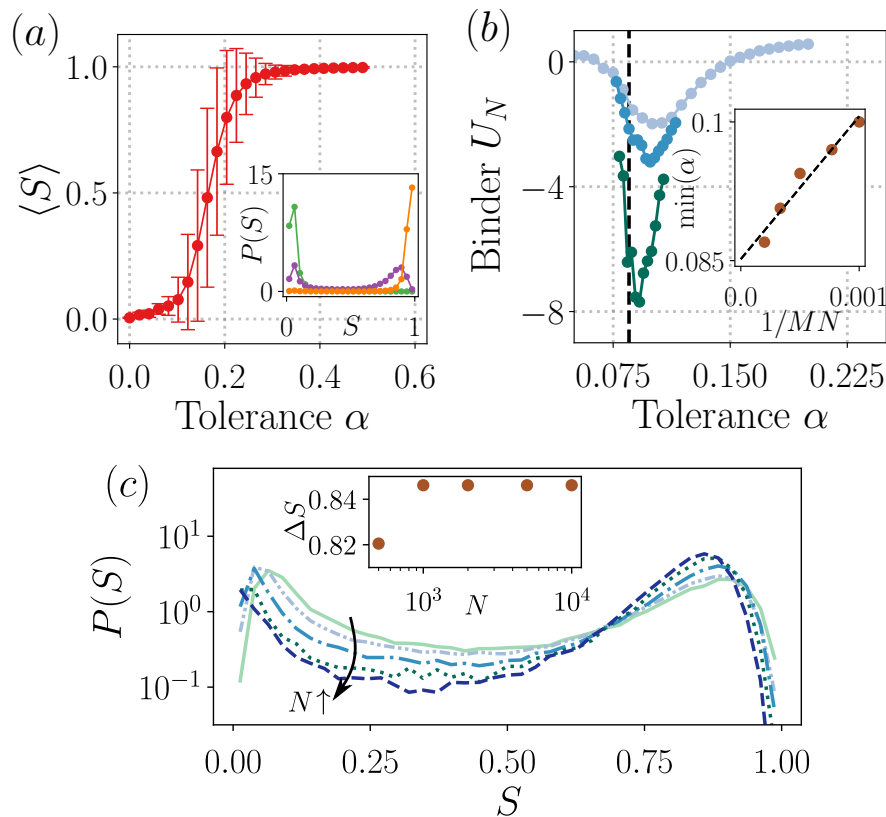 (a)
1.0
0.5
0.0
⟨S⟩
0.0 0.2 0.4 0.6
Tolerance α
15
0
P(S)
0 S 1
(b)
0
−4
−8
Binder U_N
0.075 0.150 0.225
Tolerance α
0.1
0.085
min(α)
0.0 0.001
1/MN
(c)
10^1
10^0
10^−1
P(S)
N↑
0.84
0.82
ΔS
10^3 N 10^4
0.00 0.25 0.50 0.75 1.00
S